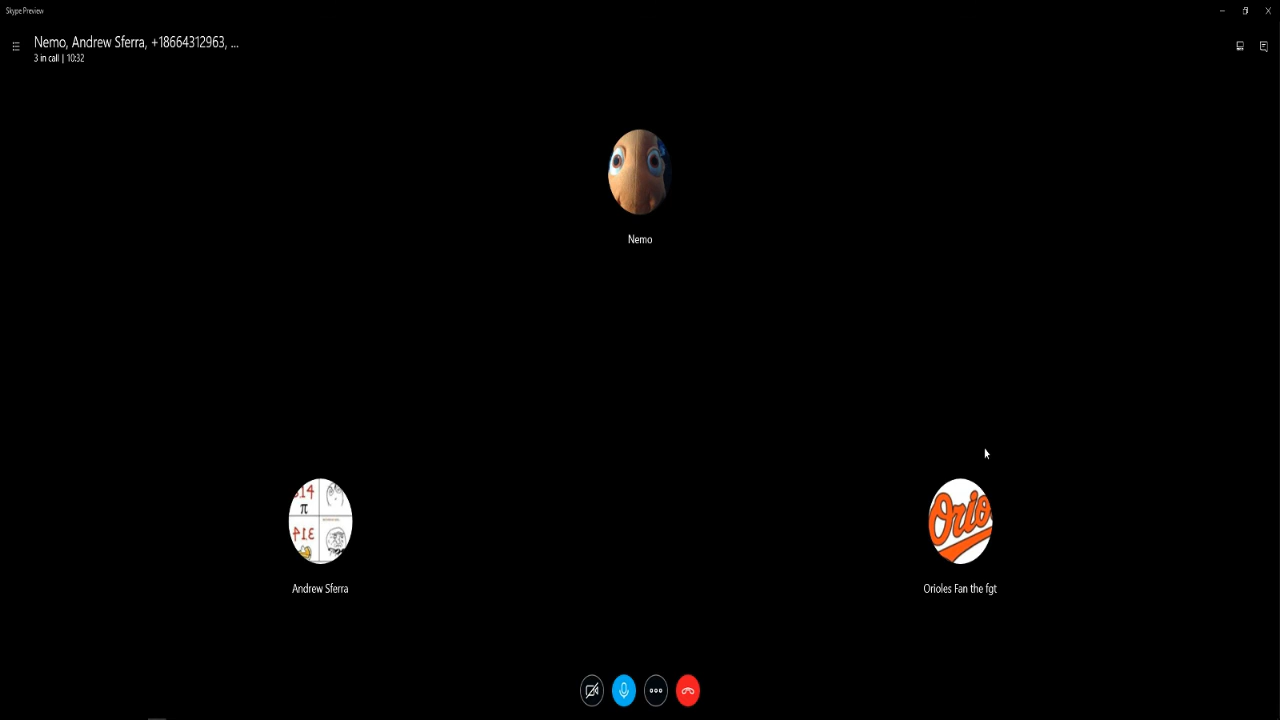 Skype Preview
Nemo, Andrew Sferra, +18664312963, ...
3 in call | 10:32
Nemo
314
π
314
Andrew Sferra
Orio
Orioles Fan the fgt